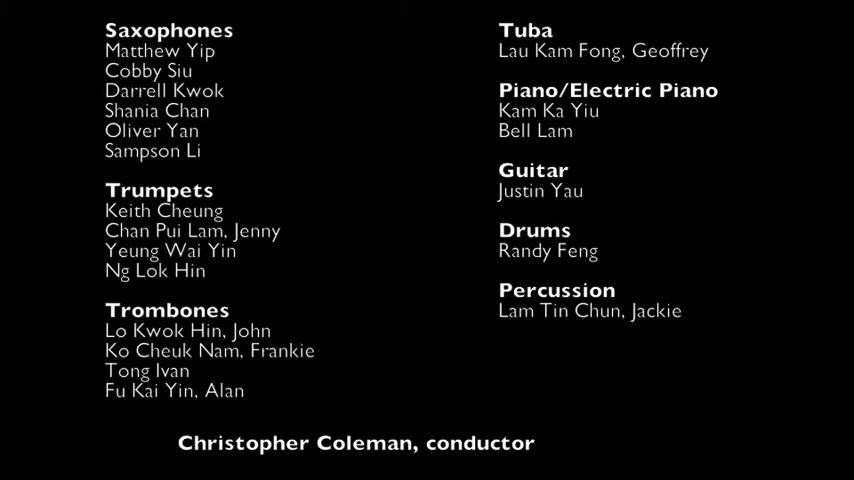 Saxophones
Matthew Yip
Cobby Siu
Darrell Kwok
Shania Chan
Oliver Yan
Sampson Li
Trumpets
Keith Cheung
Chan Pui Lam, Jenny
Yeung Wai Yin
Ng Lok Hin
Trombones
Lo Kwok Hin, John
Ko Cheuk Nam, Frankie
Tong Ivan
Fu Kai Yin, Alan
Tuba
Lau Kam Fong, Geoffrey
Piano/Electric Piano
Kam Ka Yiu
Bell Lam
Guitar
Justin Yau
Drums
Randy Feng
Percussion
Lam Tin Chun, Jackie
Christopher Coleman, conductor